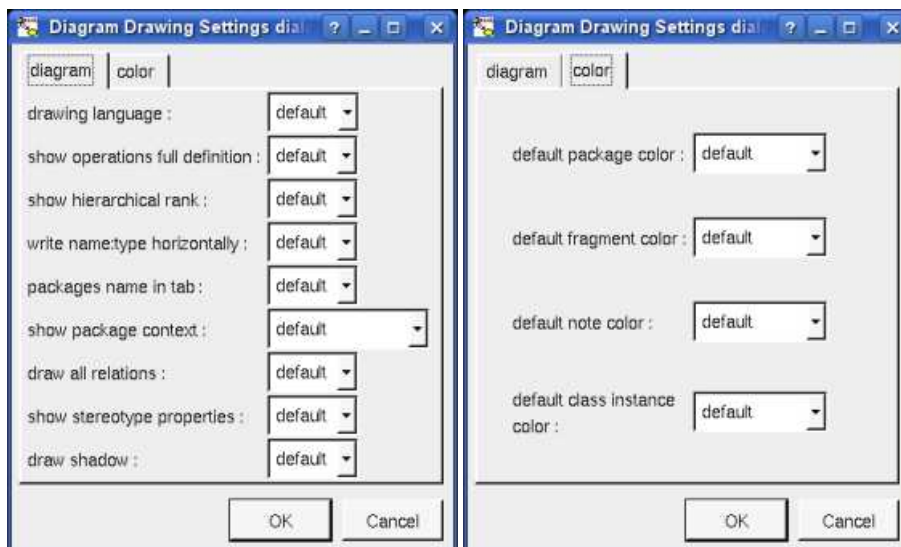 Diagram Drawing Settings dial
diagram
color
drawing language :
default
show operations full definition :
default
show hierarchical rank :
default
write name:type horizontally :
default
packages name in tab :
default
show package context :
default
draw all relations :
default
show stereotype properties :
default
draw shadow :
default
OK
Cancel
Diagram Drawing Settings dial
diagram
color
default package color :
default
default fragment color :
default
default note color :
default
default class instance
color :
default
OK
Cancel